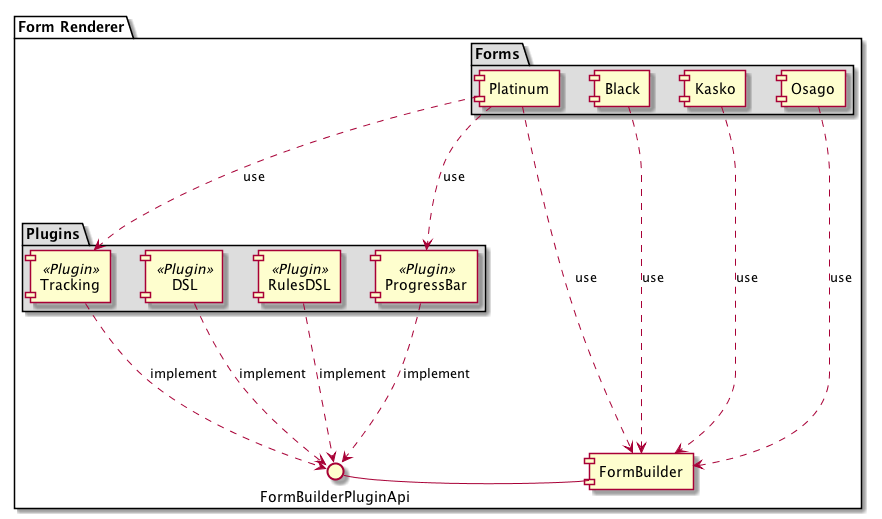 Form Renderer
Forms
Platinum
Black
Kasko
Osago
use
use
Plugins
«Plugin»
Tracking
«Plugin»
DSL
«Plugin»
RulesDSL
«Plugin»
ProgressBar
use
use
use
use
implement
implement
implement
implement
FormBuilder
FormBuilderPluginApi